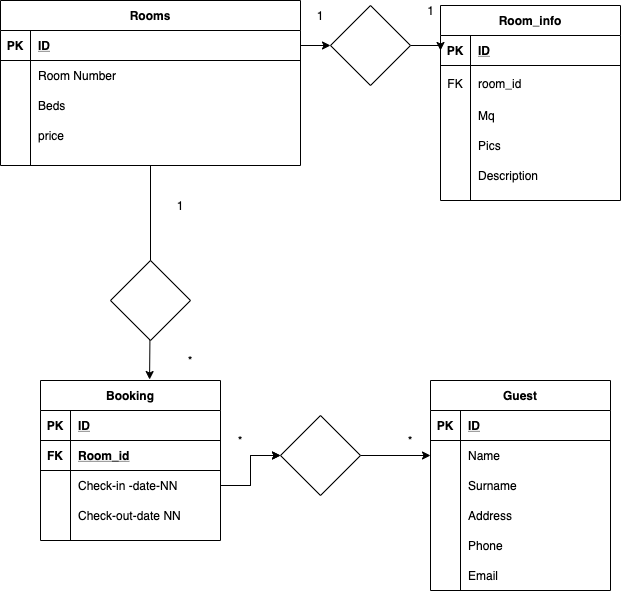 Rooms
PK ID
Room Number
Beds
price
1
1
Room_info
PK ID
FK room_id
Mq
Pics
Description
1
*
Booking
PK ID
FK Room_id
Check-in -date-NN
Check-out-date NN
*
*
Guest
PK ID
Name
Surname
Address
Phone
Email